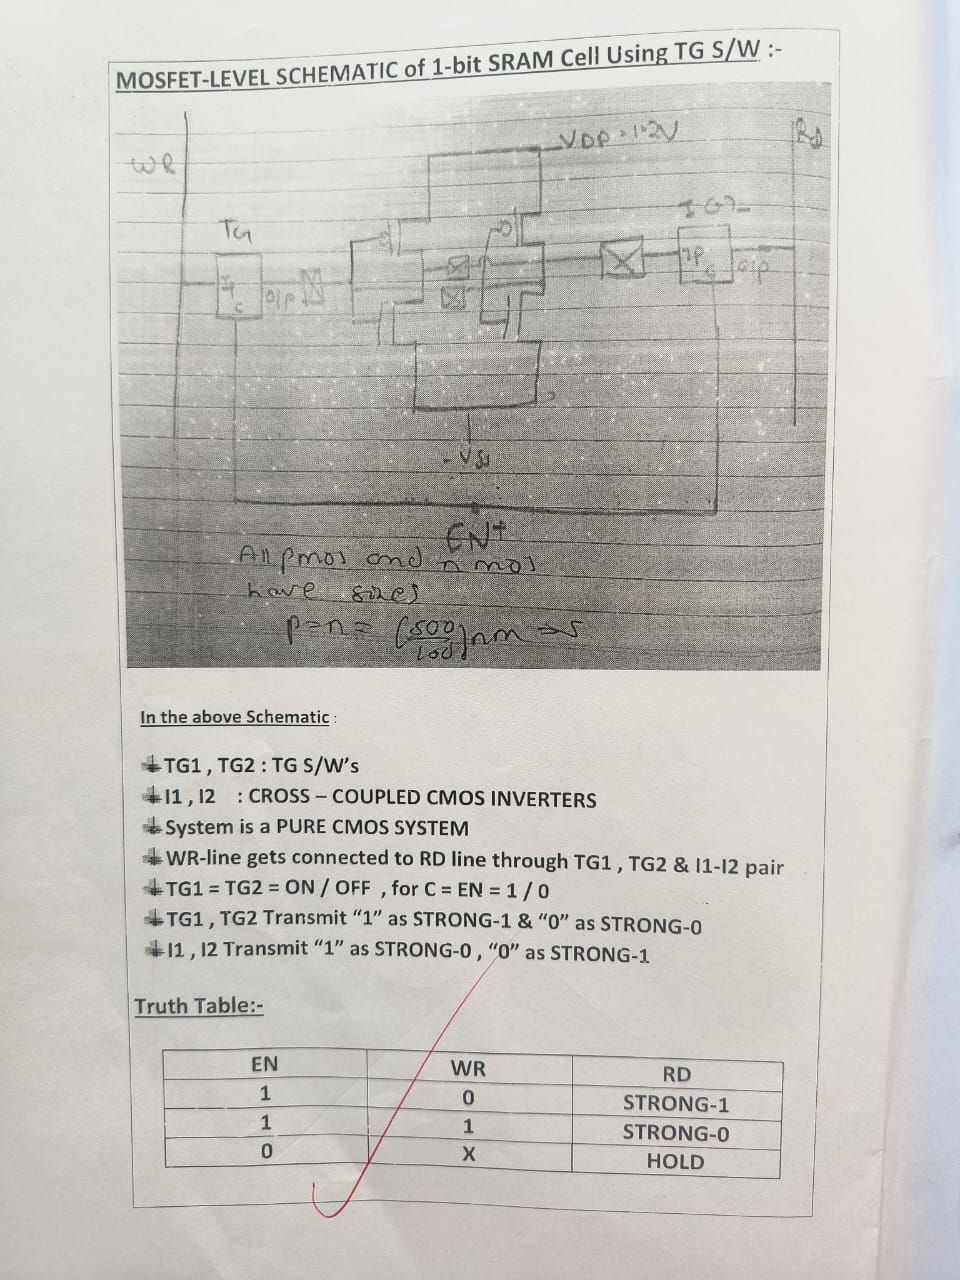 MOSFET-LEVEL SCHEMATIC of 1-bit SRAM Cell Using TG S/W :-
VDD = 1.2V
WR
RD
TG1
TG2
I/P
C
O/P
I/P
C
O/P
- VSS
EN+
All pmos and nmos
have sizes
p=n= (500/100)nm => 5
In the above Schematic :
TG1 , TG2 : TG S/W's
I1 , I2 : CROSS – COUPLED CMOS INVERTERS
System is a PURE CMOS SYSTEM
WR-line gets connected to RD line through TG1 , TG2 & I1-I2 pair
TG1 = TG2 = ON / OFF , for C = EN = 1 / 0
TG1 , TG2 Transmit "1" as STRONG-1 & "0" as STRONG-0
I1 , I2 Transmit "1" as STRONG-0 , "0" as STRONG-1
Truth Table:-
EN WR RD
1 0 STRONG-1
1 1 STRONG-0
0 X HOLD